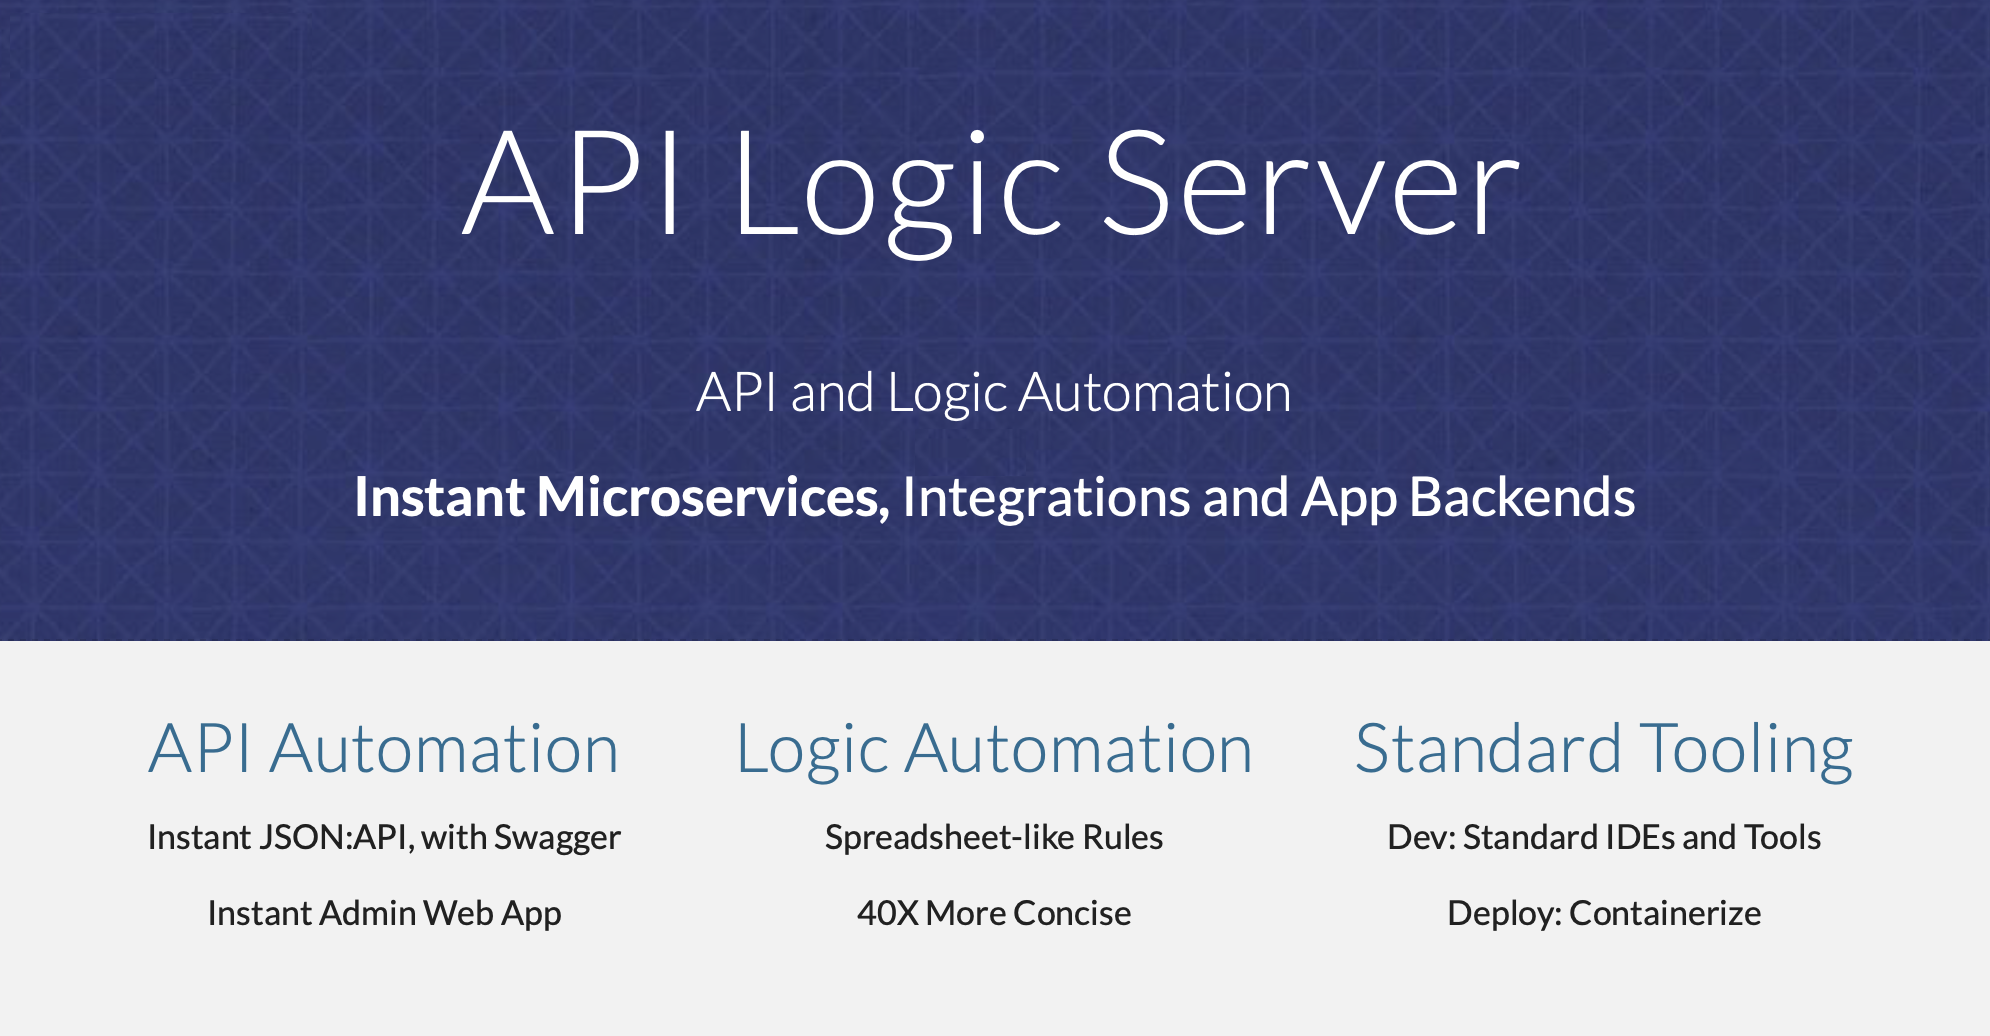 API Logic Server
API and Logic Automation
Instant Microservices, Integrations and App Backends
API Automation
Instant JSON:API, with Swagger
Instant Admin Web App
Logic Automation
Spreadsheet-like Rules
40X More Concise
Standard Tooling
Dev: Standard IDEs and Tools
Deploy: Containerize